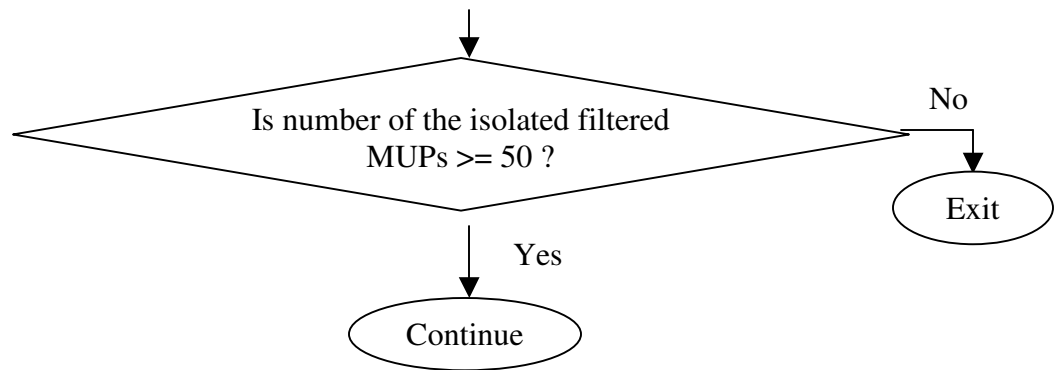 Is number of the isolated filtered
MUPs >= 50 ?
No
Exit
Yes
Continue